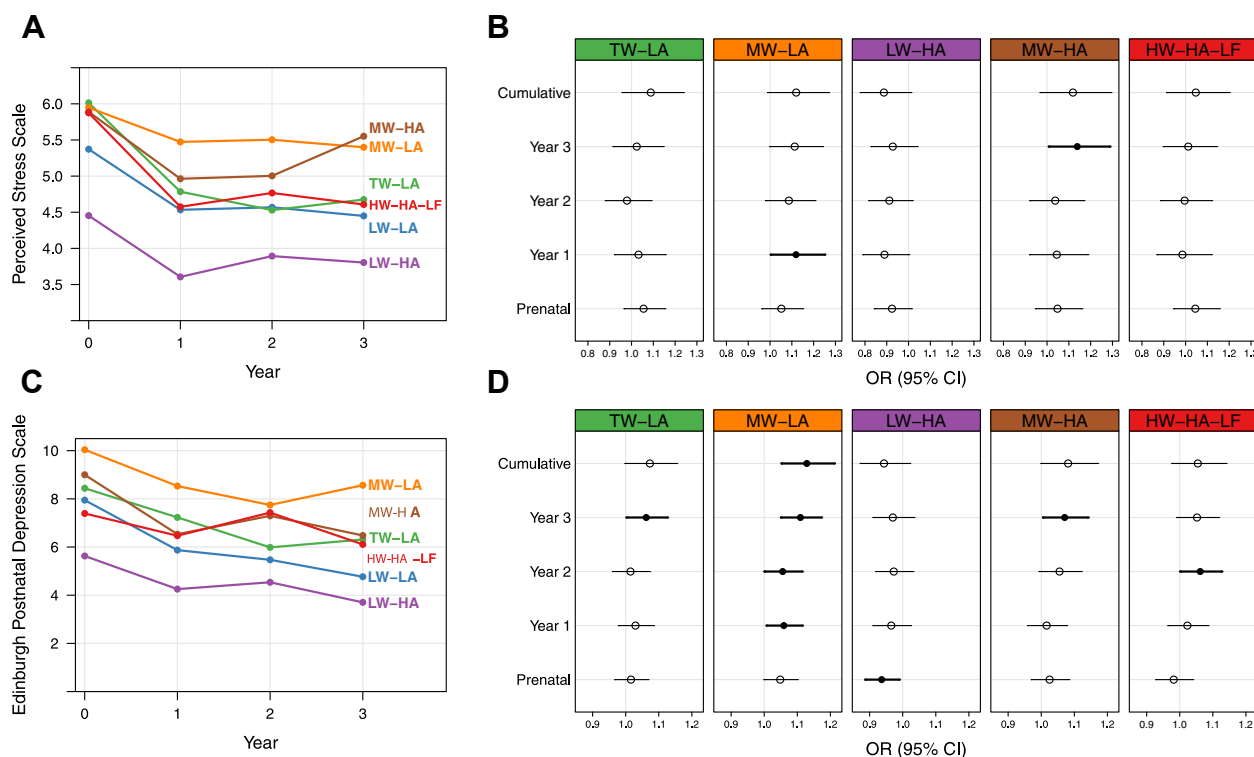 A
Perceived Stress Scale
6.0
5.5
5.0
4.5
4.0
3.5
MW–HA
MW–LA
TW–LA
HW–HA–LF
LW–LA
LW–HA
0 1 2 3
Year
B
TW–LA MW–LA LW–HA MW–HA HW–HA–LF
Cumulative
Year 3
Year 2
Year 1
Prenatal
0.8 0.9 1.0 1.1 1.2 1.3 0.8 0.9 1.0 1.1 1.2 1.3 0.8 0.9 1.0 1.1 1.2 1.3 0.8 0.9 1.0 1.1 1.2 1.3 0.8 0.9 1.0 1.1 1.2 1.3
OR (95% CI)
C
Edinburgh Postnatal Depression Scale
10
8
6
4
2
MW–LA
MW-H A
TW–LA
HW-HA –LF
LW–LA
LW–HA
0 1 2 3
Year
D
TW–LA MW–LA LW–HA MW–HA HW–HA–LF
Cumulative
Year 3
Year 2
Year 1
Prenatal
0.9 1.0 1.1 1.2 0.9 1.0 1.1 1.2 0.9 1.0 1.1 1.2 0.9 1.0 1.1 1.2 0.9 1.0 1.1 1.2
OR (95% CI)